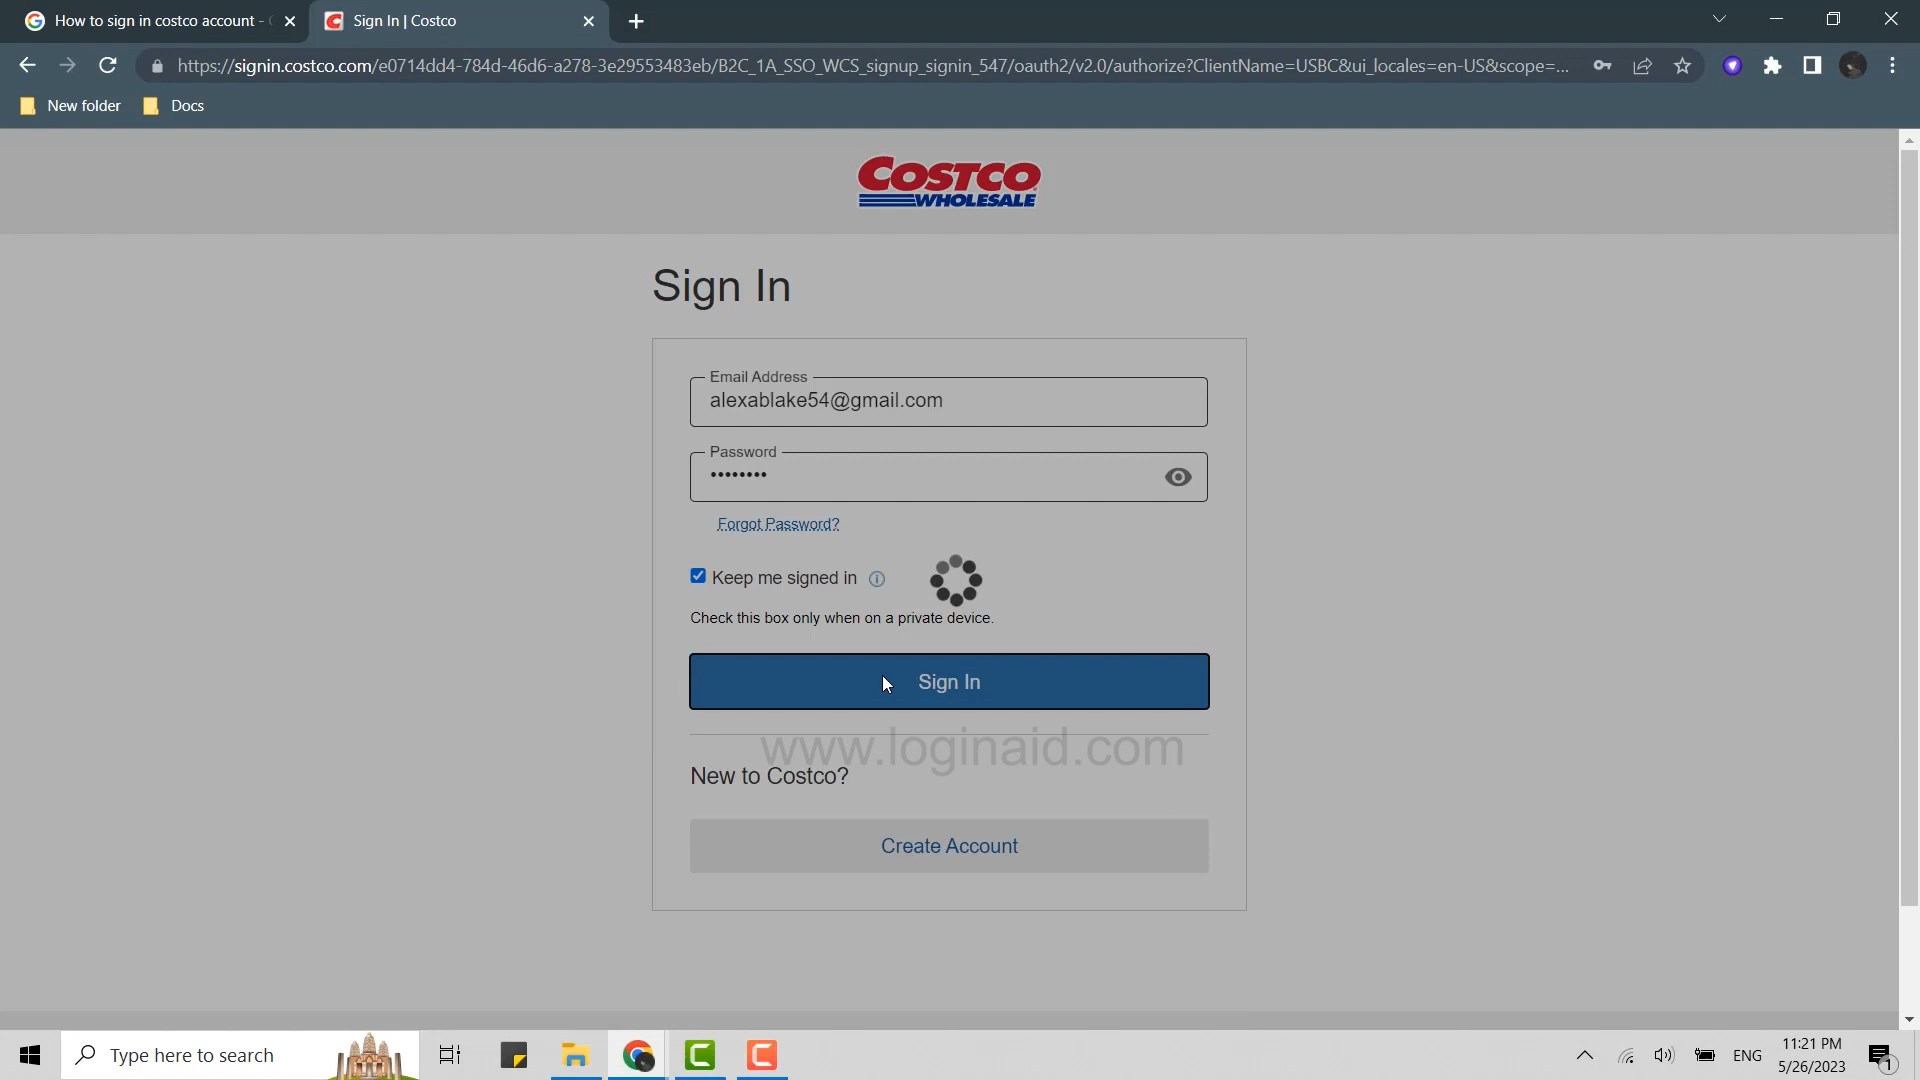 How to sign in costco account -
Sign In | Costco
https://signin.costco.com/e0714dd4-784d-46d6-a278-3e29553483eb/B2C_1A_SSO_WCS_signup_signin_547/oauth2/v2.0/authorize?ClientName=USBC&ui_locales=en-US&scope=...
New folder
Docs
COSTCO
WHOLESALE
Sign In
Email Address
alexablake54@gmail.com
Password
••••••••
Forgot Password?
Keep me signed in
Check this box only when on a private device.
Sign In
www.loginaid.com
New to Costco?
Create Account
Type here to search
ENG
11:21 PM
5/26/2023
1